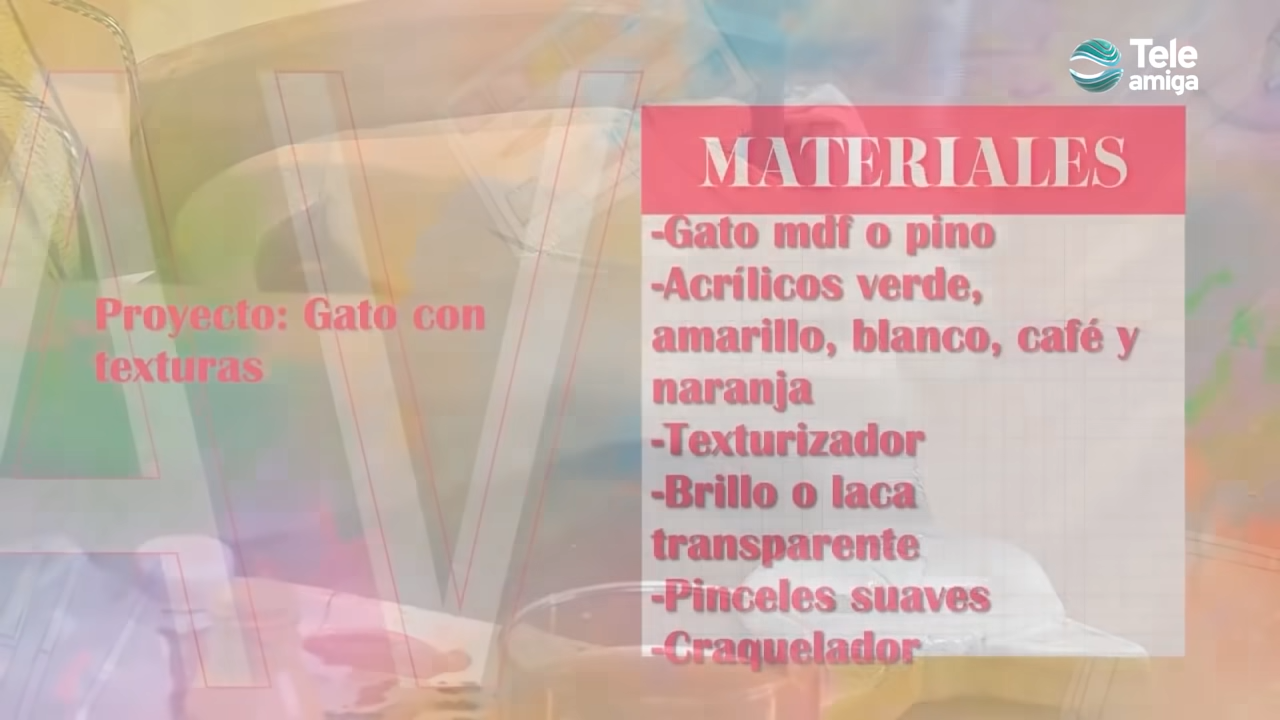 Tele
amiga
MATERIALES
-Gato mdf o pino
-Acrílicos verde,
amarillo, blanco, café y
naranja
-Texturizador
-Brillo o laca
transparente
-Pinceles suaves
-Craquelador
Proyecto: Gato con
texturas
AV